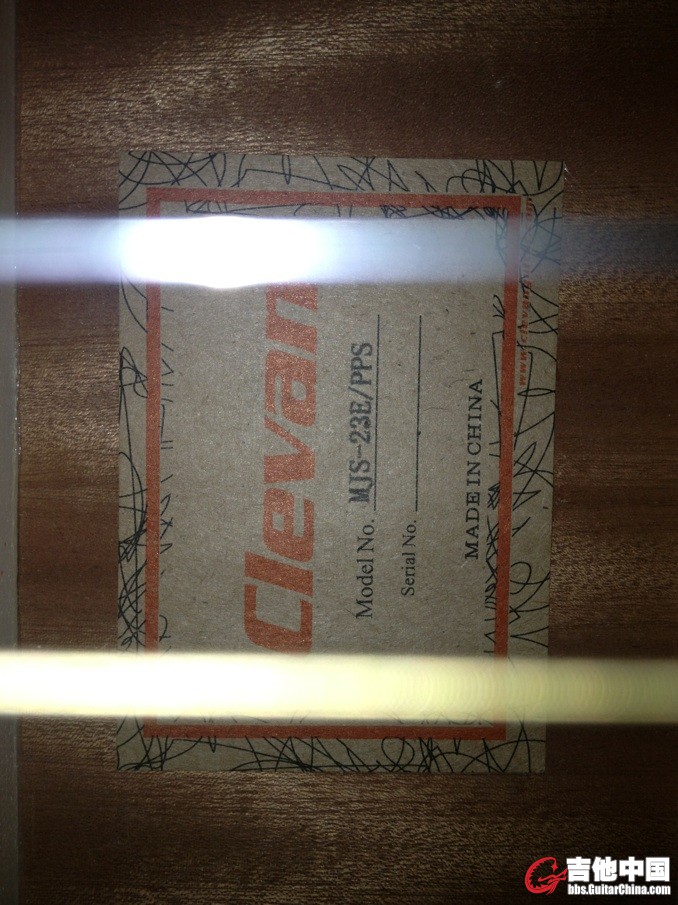 Clevan
Model No. MJS-23E/PPS
Serial No.
MADE IN CHINA
吉他中国
bbs.GuitarChina.com